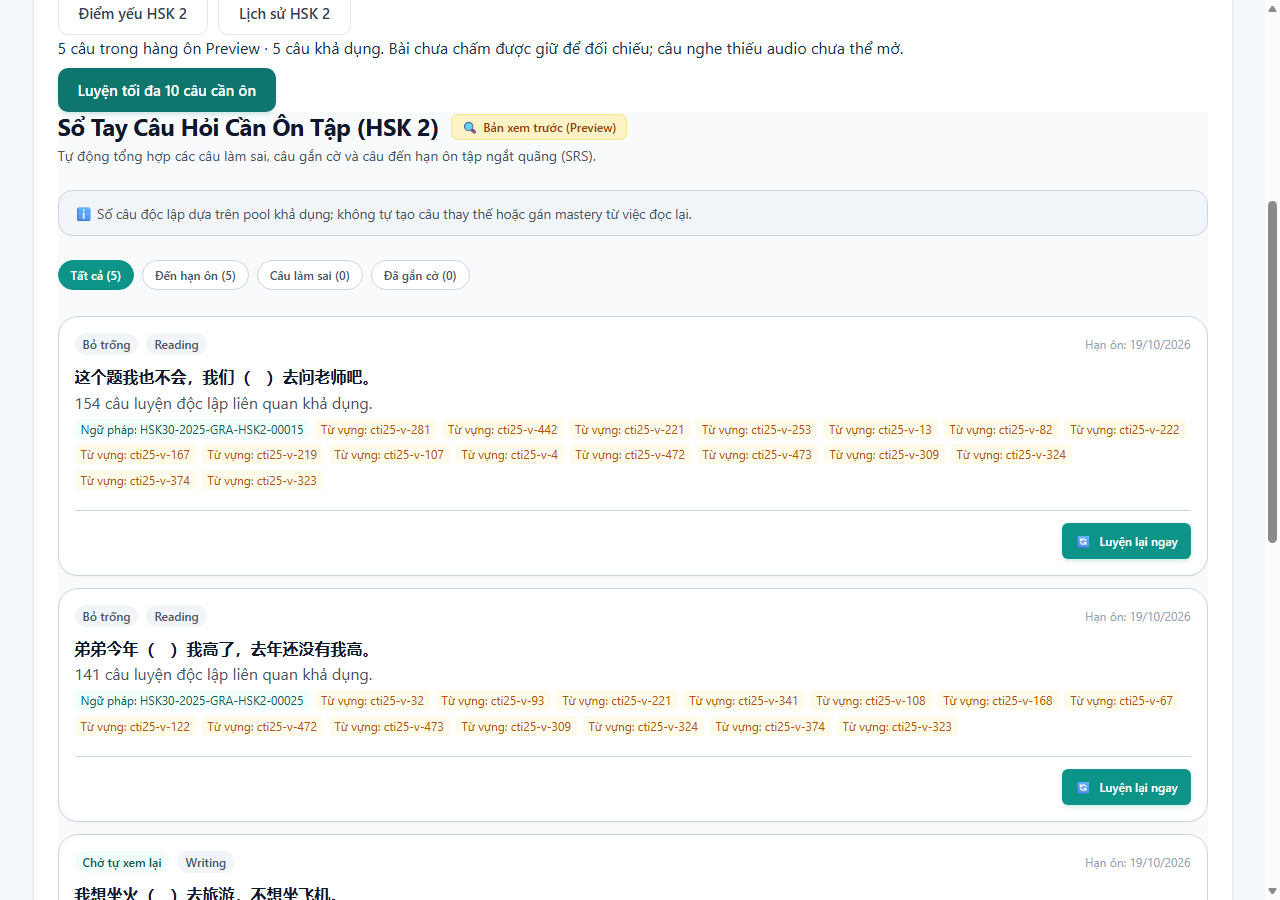 Điểm yếu HSK 2 Lịch sử HSK 2
5 câu trong hàng ôn Preview · 5 câu khả dụng. Bài chưa chấm được giữ để đối chiếu; câu nghe thiếu audio chưa thể mở.
Luyện tối đa 10 câu cần ôn
Sổ Tay Câu Hỏi Cần Ôn Tập (HSK 2) Bản xem trước (Preview)
Tự động tổng hợp các câu làm sai, câu gắn cờ và câu đến hạn ôn tập ngắt quãng (SRS).
Số câu độc lập dựa trên pool khả dụng; không tự tạo câu thay thế hoặc gán mastery từ việc đọc lại.
Tất cả (5) Đến hạn ôn (5) Câu làm sai (0) Đã gắn cờ (0)
Bỏ trống Reading Hạn ôn: 19/10/2026
这个题我也不会，我们（ ）去问老师吧。
154 câu luyện độc lập liên quan khả dụng.
Ngữ pháp: HSK30-2025-GRA-HSK2-00015 Từ vựng: cti25-v-281 Từ vựng: cti25-v-442 Từ vựng: cti25-v-221 Từ vựng: cti25-v-253 Từ vựng: cti25-v-13 Từ vựng: cti25-v-82 Từ vựng: cti25-v-222
Từ vựng: cti25-v-167 Từ vựng: cti25-v-219 Từ vựng: cti25-v-107 Từ vựng: cti25-v-4 Từ vựng: cti25-v-472 Từ vựng: cti25-v-473 Từ vựng: cti25-v-309 Từ vựng: cti25-v-324
Từ vựng: cti25-v-374 Từ vựng: cti25-v-323
Luyện lại ngay
Bỏ trống Reading Hạn ôn: 19/10/2026
弟弟今年（ ）我高了，去年还没有我高。
141 câu luyện độc lập liên quan khả dụng.
Ngữ pháp: HSK30-2025-GRA-HSK2-00025 Từ vựng: cti25-v-32 Từ vựng: cti25-v-93 Từ vựng: cti25-v-221 Từ vựng: cti25-v-341 Từ vựng: cti25-v-108 Từ vựng: cti25-v-168 Từ vựng: cti25-v-67
Từ vựng: cti25-v-122 Từ vựng: cti25-v-472 Từ vựng: cti25-v-473 Từ vựng: cti25-v-309 Từ vựng: cti25-v-324 Từ vựng: cti25-v-374 Từ vựng: cti25-v-323
Luyện lại ngay
Chờ tự xem lại Writing Hạn ôn: 19/10/2026
我想坐火（ ）去旅游，不想坐飞机。